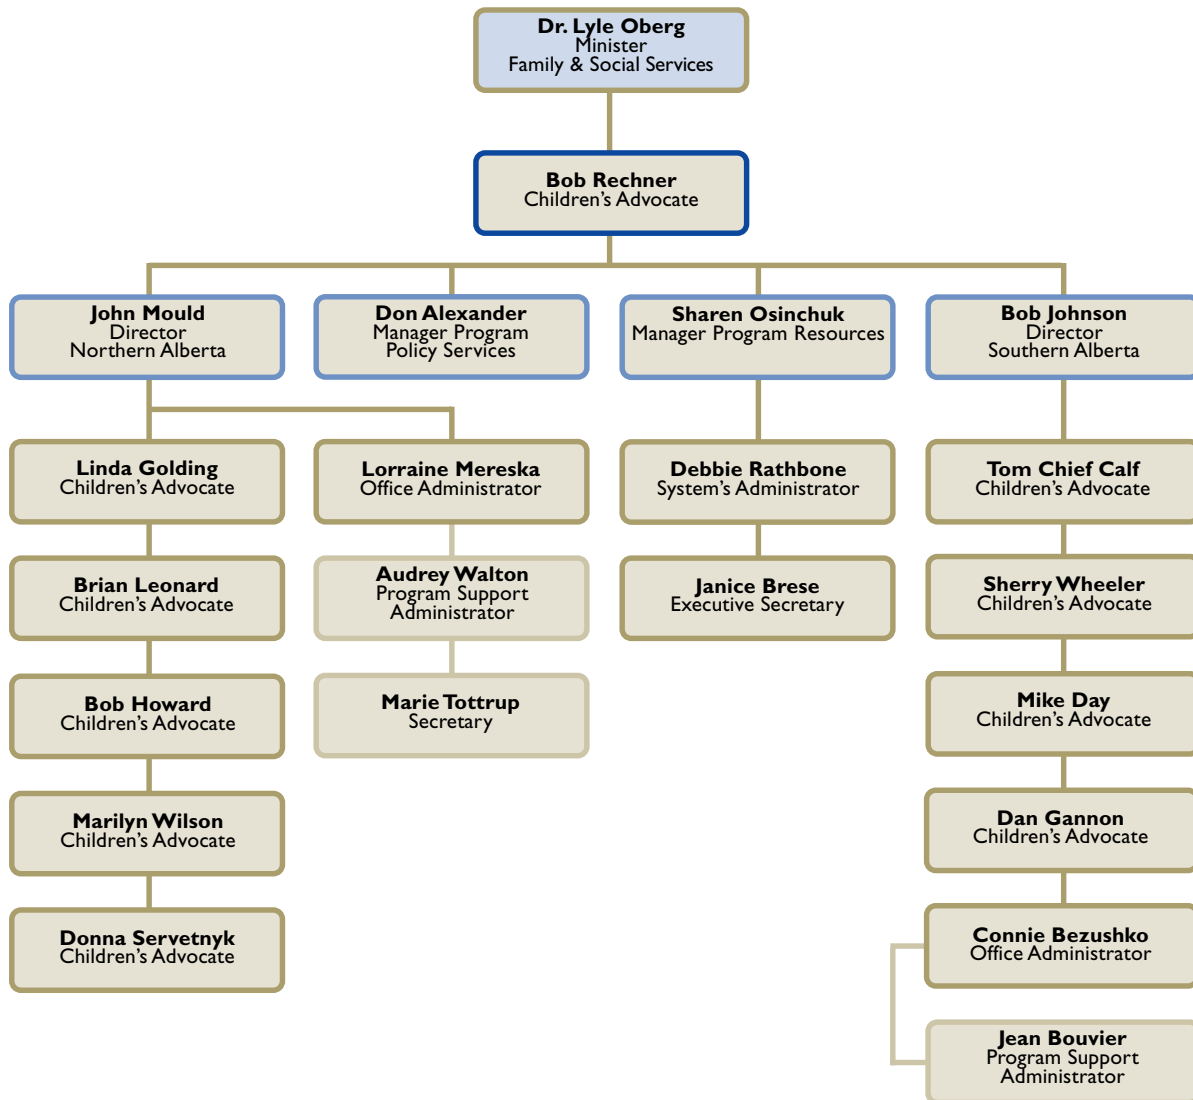 Dr. Lyle Oberg
Minister
Family & Social Services
Bob Rechner
Children's Advocate
John Mould
Director
Northern Alberta
Don Alexander
Manager Program
Policy Services
Sharen Osinchuk
Manager Program Resources
Bob Johnson
Director
Southern Alberta
Linda Golding
Children's Advocate
Lorraine Mereska
Office Administrator
Debbie Rathbone
System's Administrator
Tom Chief Calf
Children's Advocate
Brian Leonard
Children's Advocate
Audrey Walton
Program Support
Administrator
Janice Brese
Executive Secretary
Sherry Wheeler
Children's Advocate
Bob Howard
Children's Advocate
Marie Tottrup
Secretary
Mike Day
Children's Advocate
Marilyn Wilson
Children's Advocate
Dan Gannon
Children's Advocate
Donna Servetnyk
Children's Advocate
Connie Bezushko
Office Administrator
Jean Bouvier
Program Support
Administrator